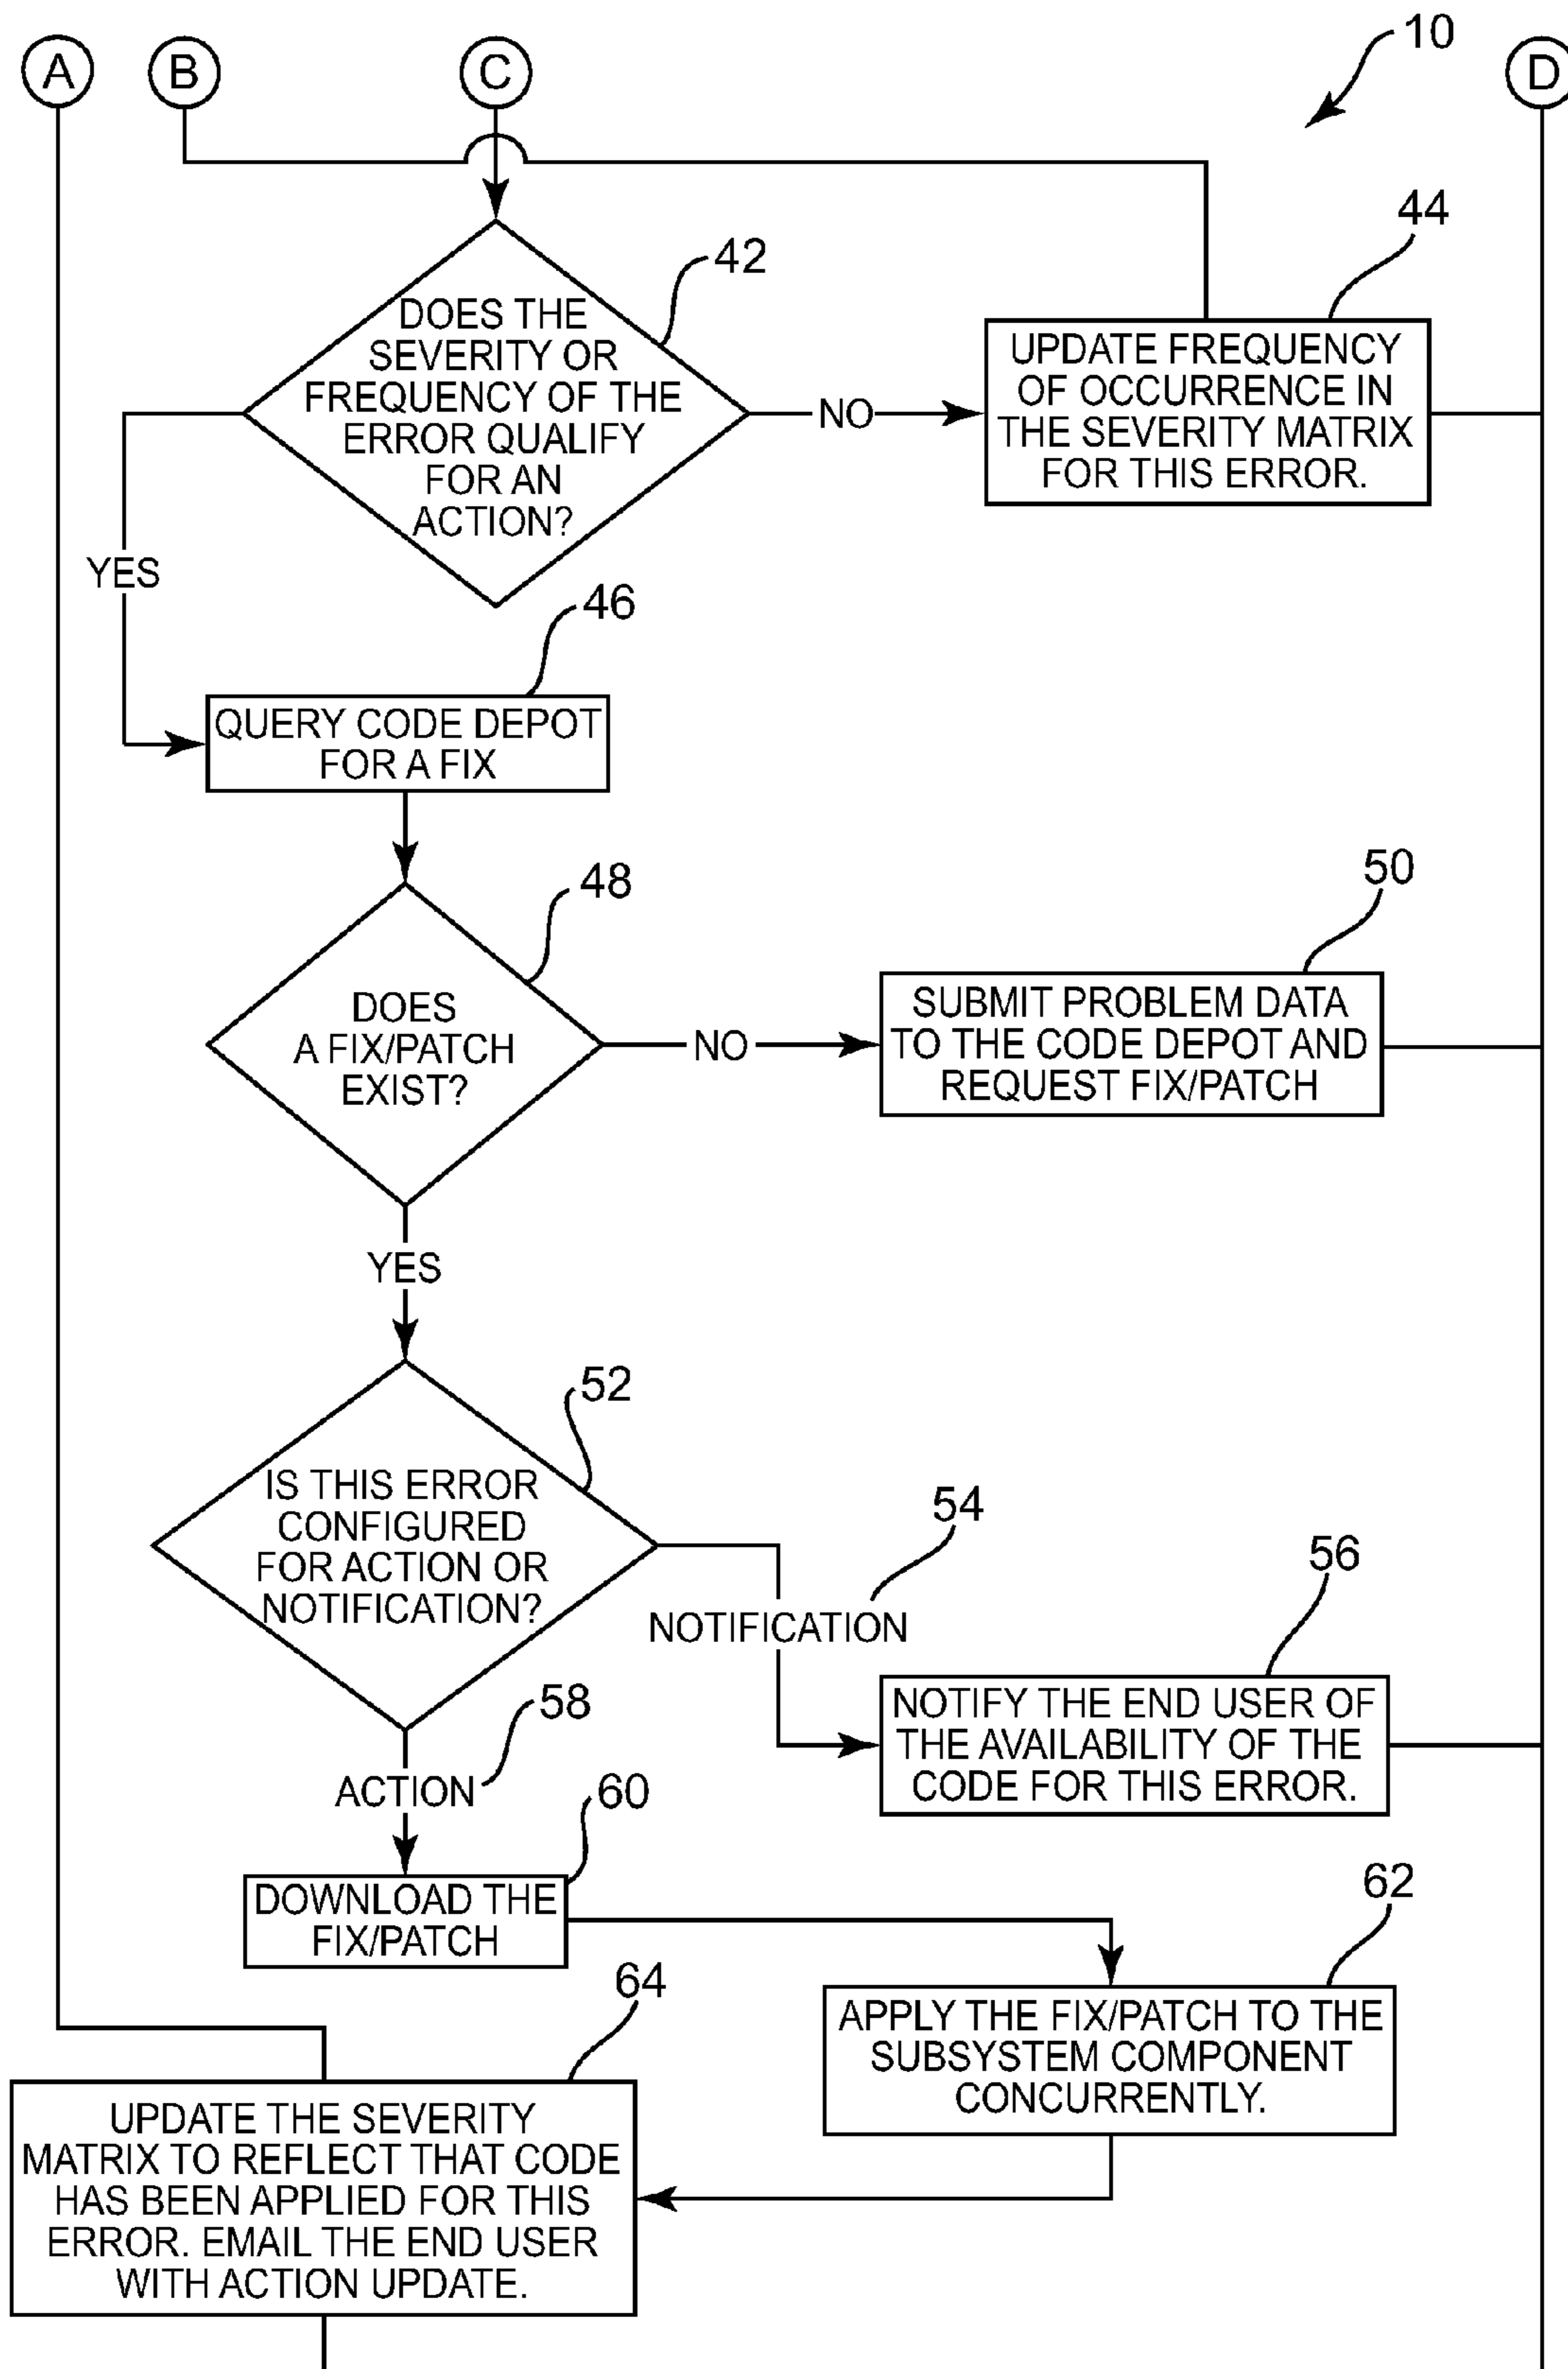 A
B
C
10
D
44
42
DOES THE
SEVERITY OR
FREQUENCY OF THE
ERROR QUALIFY
FOR AN
ACTION?
NO
UPDATE FREQUENCY
OF OCCURRENCE IN
THE SEVERITY MATRIX
FOR THIS ERROR.
YES
46
QUERY CODE DEPOT
FOR A FIX
48
50
DOES
A FIX/PATCH
EXIST?
NO
SUBMIT PROBLEM DATA
TO THE CODE DEPOT AND
REQUEST FIX/PATCH
YES
52
IS THIS ERROR
CONFIGURED
FOR ACTION OR
NOTIFICATION?
54
NOTIFICATION
56
NOTIFY THE END USER OF
THE AVAILABILITY OF THE
CODE FOR THIS ERROR.
58
ACTION
60
DOWNLOAD THE
FIX/PATCH
62
APPLY THE FIX/PATCH TO THE
SUBSYSTEM COMPONENT
CONCURRENTLY.
64
UPDATE THE SEVERITY
MATRIX TO REFLECT THAT CODE
HAS BEEN APPLIED FOR THIS
ERROR. EMAIL THE END USER
WITH ACTION UPDATE.